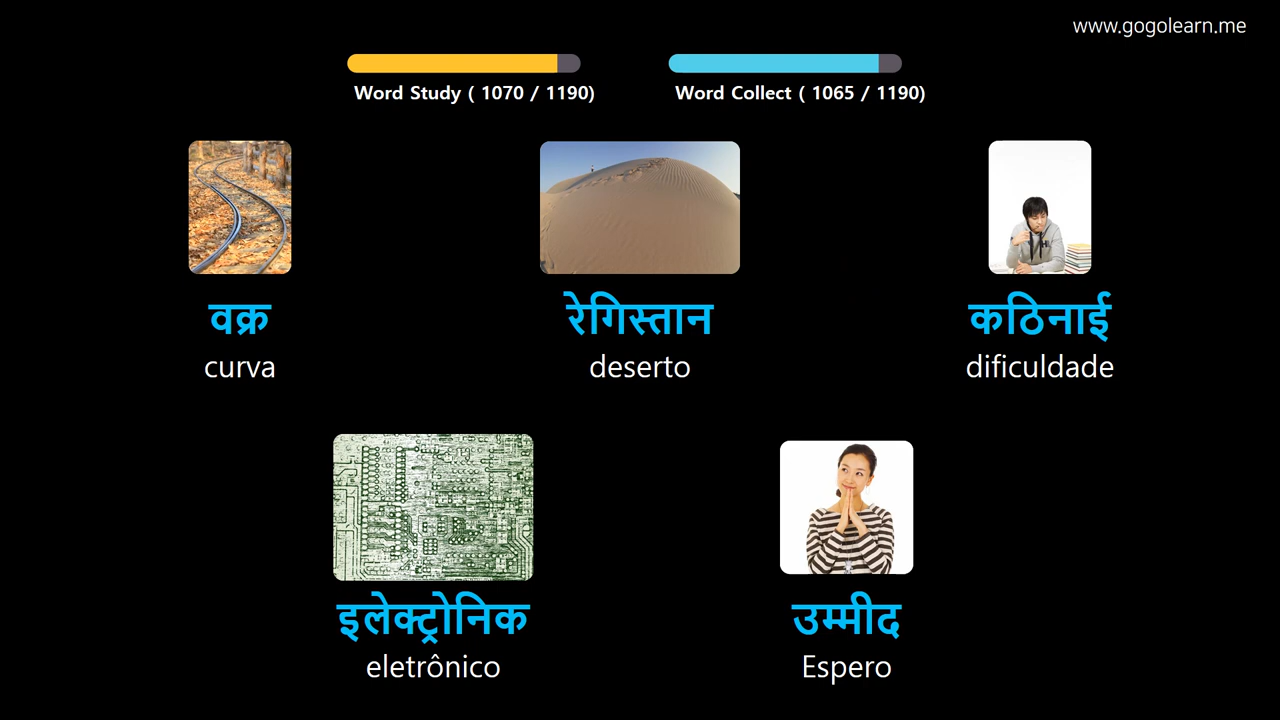 www.gogolearn.me
Word Study ( 1070 / 1190)
Word Collect ( 1065 / 1190)
वक्र
curva
रेगिस्तान
deserto
कठिनाई
dificuldade
इलेक्ट्रोनिक
eletrônico
उम्मीद
Espero